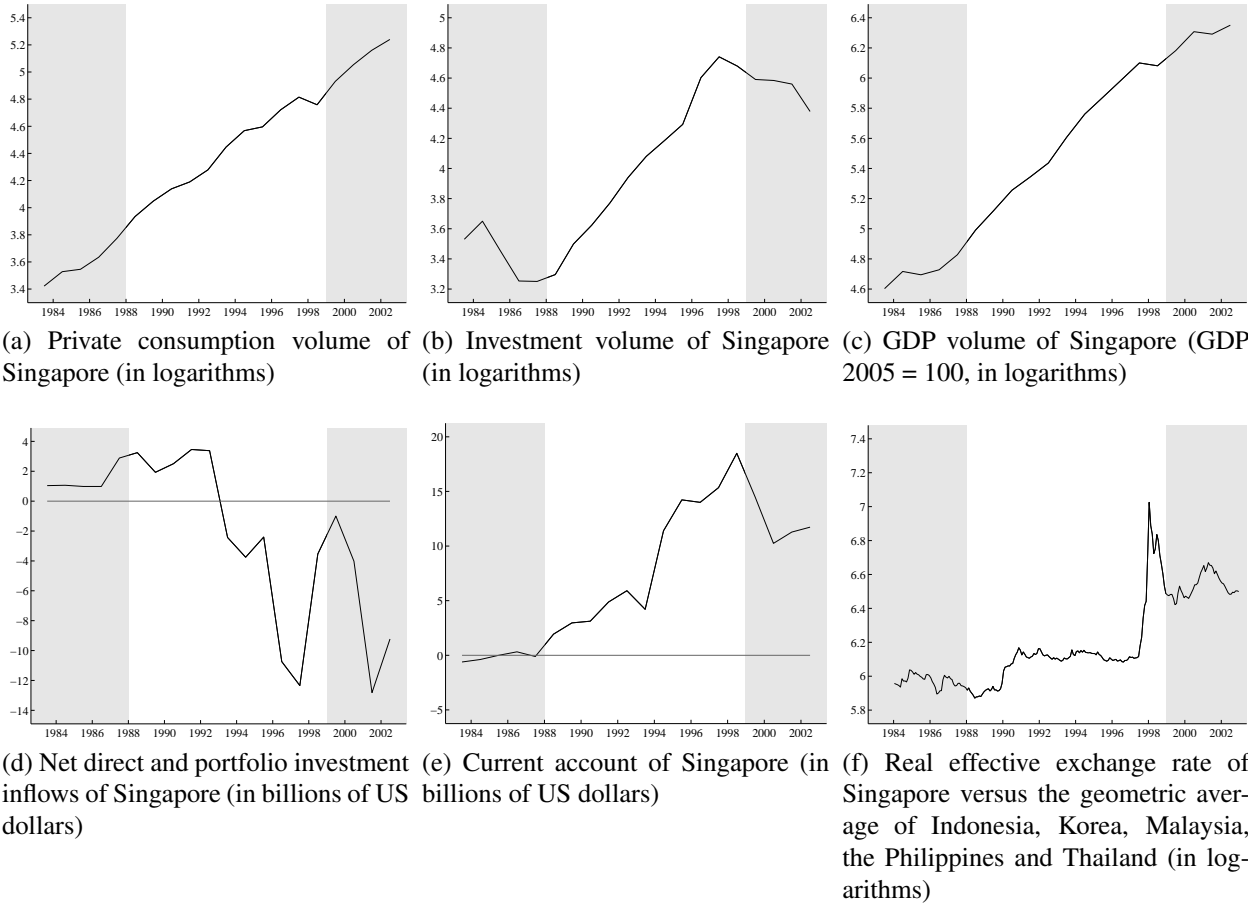 5.4
5.2
5
4.8
4.6
4.4
4.2
4
3.8
3.6
3.4
1984 1986 1988 1990 1992 1994 1996 1998 2000 2002
(a) Private consumption volume of
Singapore (in logarithms)
5
4.8
4.6
4.4
4.2
4
3.8
3.6
3.4
3.2
1984 1986 1988 1990 1992 1994 1996 1998 2000 2002
(b) Investment volume of Singapore
(in logarithms)
6.4
6.2
6
5.8
5.6
5.4
5.2
5
4.8
4.6
1984 1986 1988 1990 1992 1994 1996 1998 2000 2002
(c) GDP volume of Singapore (GDP
2005 = 100, in logarithms)
4
2
0
−2
−4
−6
−8
−10
−12
−14
1984 1986 1988 1990 1992 1994 1996 1998 2000 2002
(d) Net direct and portfolio investment
inflows of Singapore (in billions of US
dollars)
20
15
10
5
0
−5
1984 1986 1988 1990 1992 1994 1996 1998 2000 2002
(e) Current account of Singapore (in
billions of US dollars)
7.4
7.2
7
6.8
6.6
6.4
6.2
6
5.8
1984 1986 1988 1990 1992 1994 1996 1998 2000 2002
(f) Real effective exchange rate of
Singapore versus the geometric aver-
age of Indonesia, Korea, Malaysia,
the Philippines and Thailand (in log-
arithms)